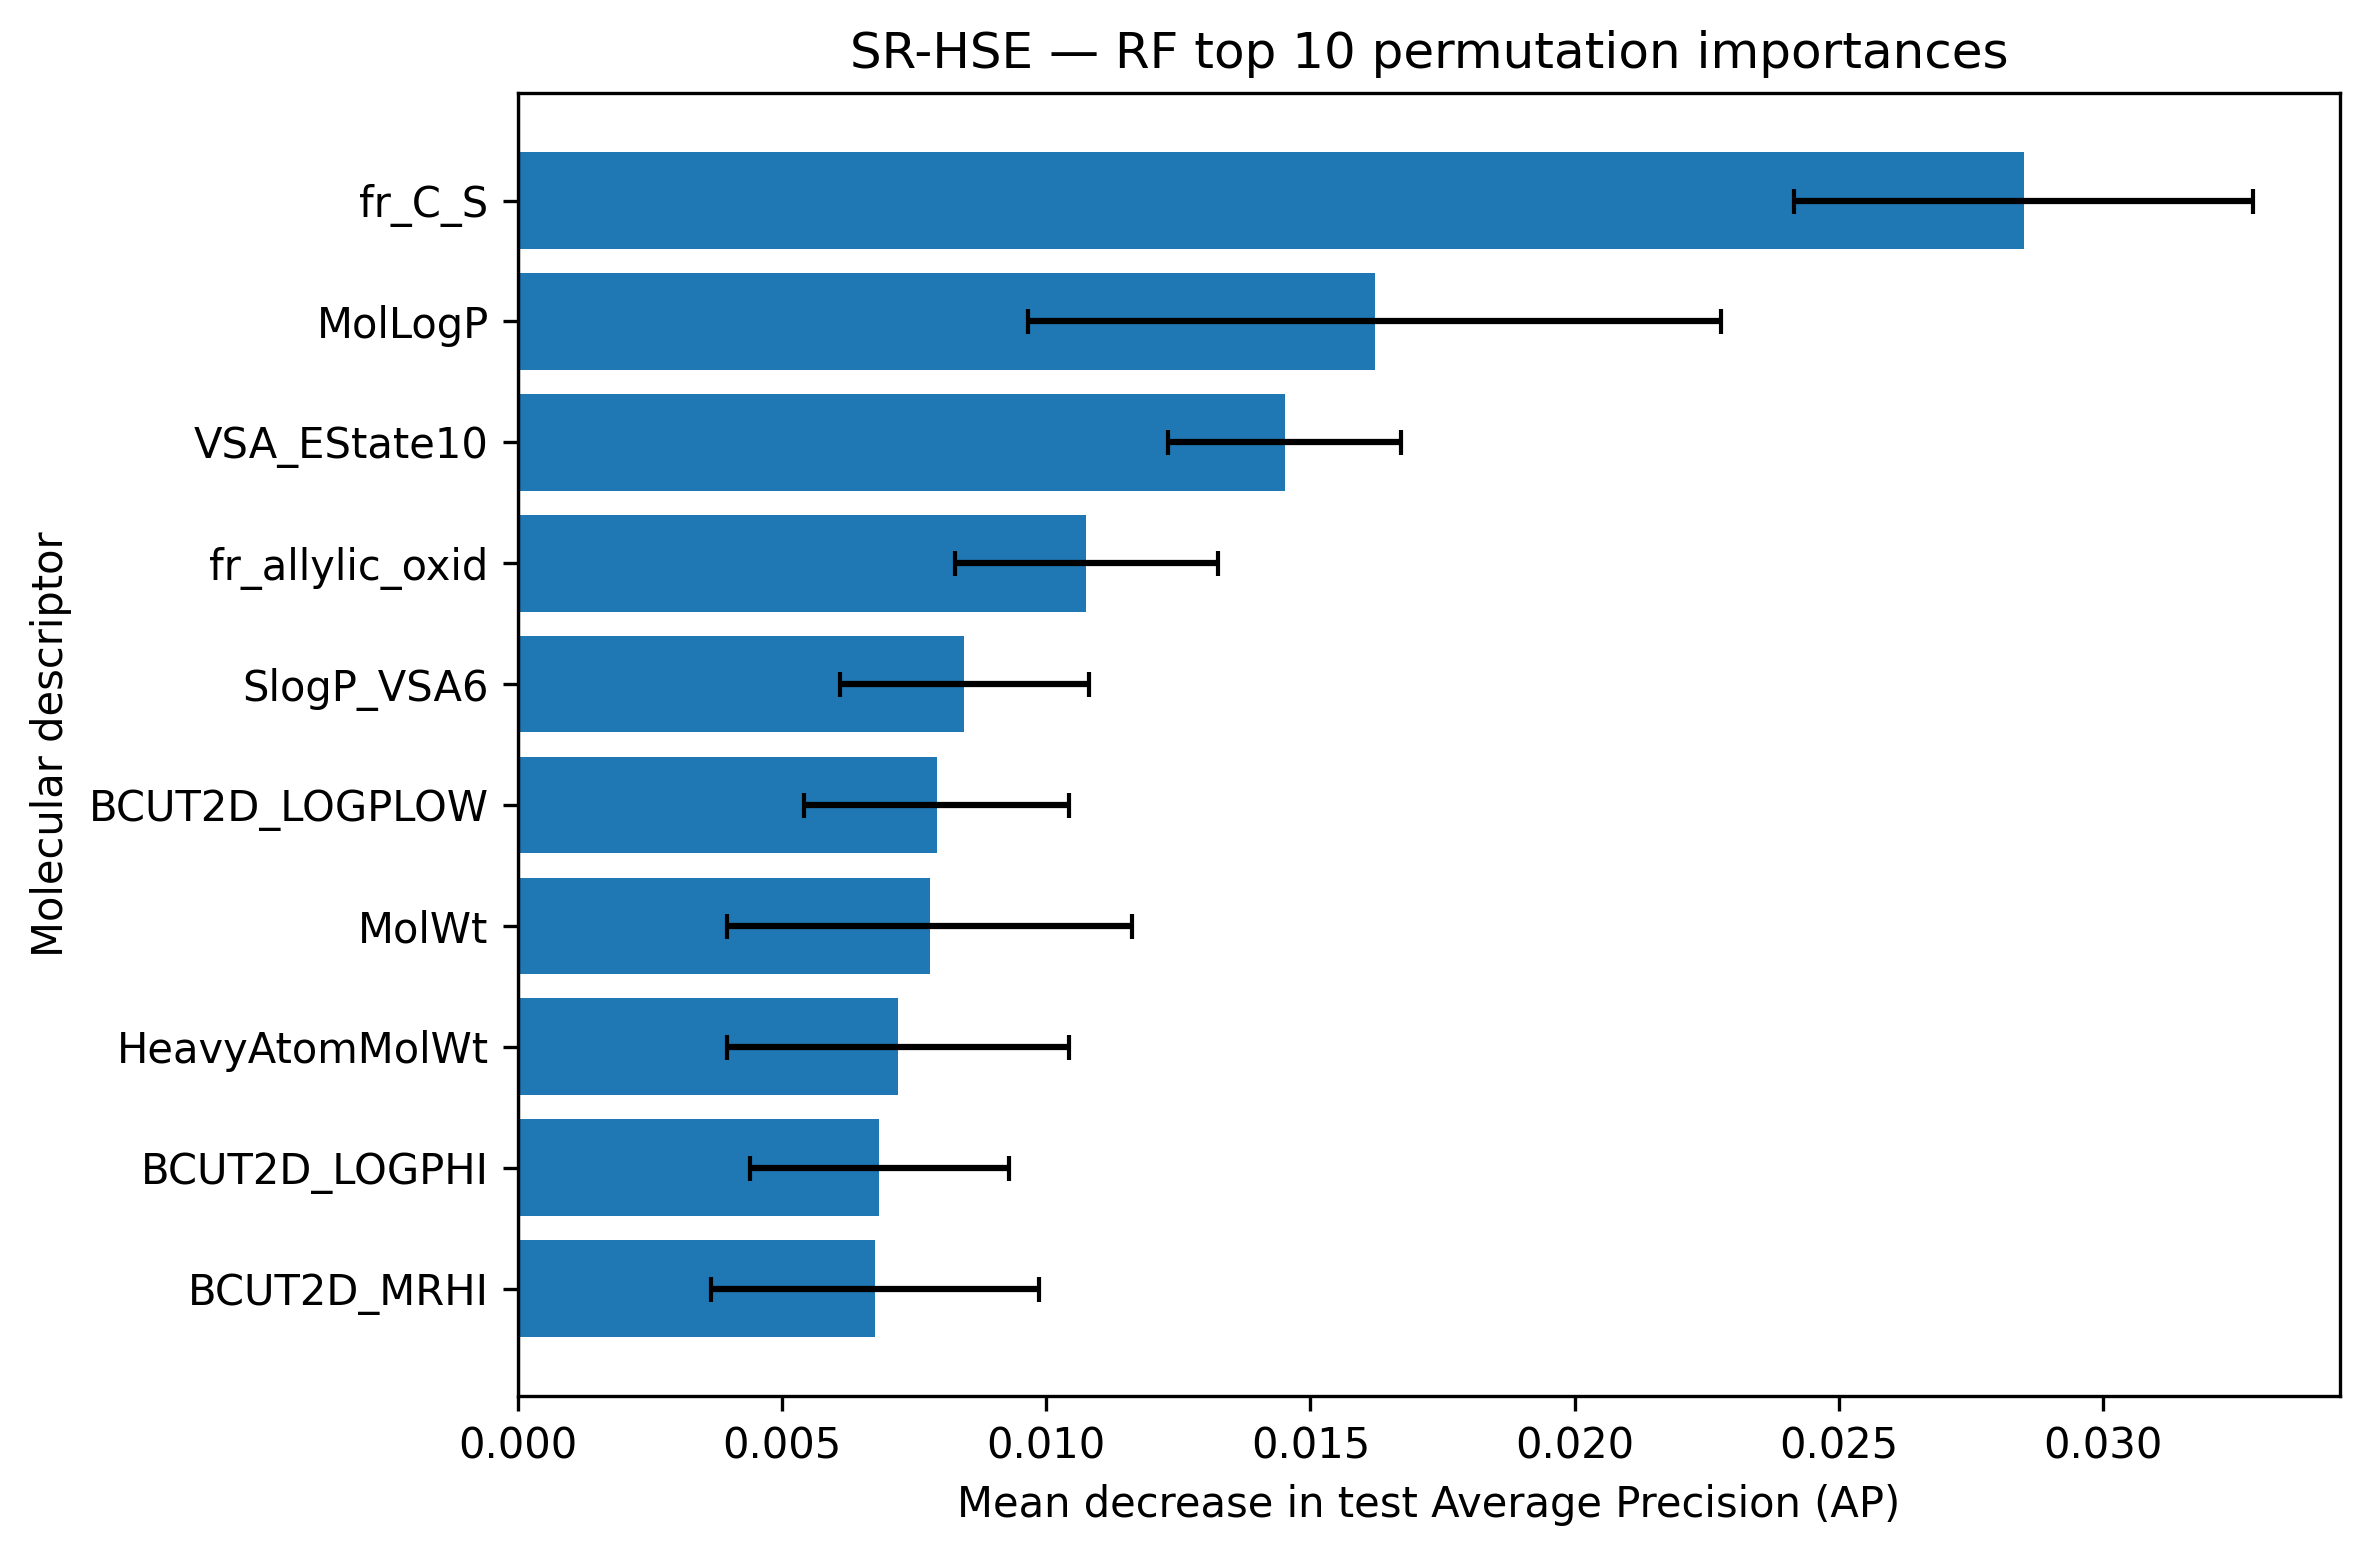 SR-HSE — RF top 10 permutation importances
Molecular descriptor
fr_C_S
MolLogP
VSA_EState10
fr_allylic_oxid
SlogP_VSA6
BCUT2D_LOGPLOW
MolWt
HeavyAtomMolWt
BCUT2D_LOGPHI
BCUT2D_MRHI
0.000 0.005 0.010 0.015 0.020 0.025 0.030
Mean decrease in test Average Precision (AP)